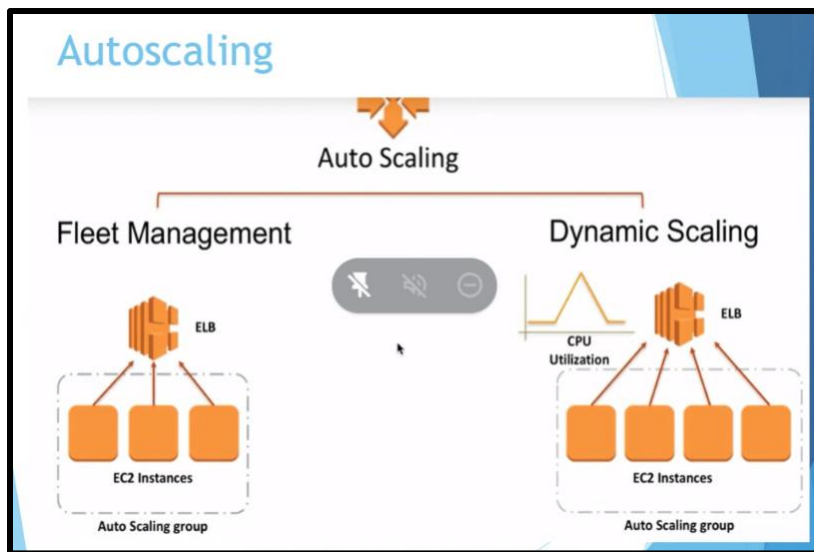 Autoscaling
Auto Scaling
Fleet Management
Dynamic Scaling
ELB
EC2 Instances
Auto Scaling group
CPU
Utilization
ELB
EC2 Instances
Auto Scaling group